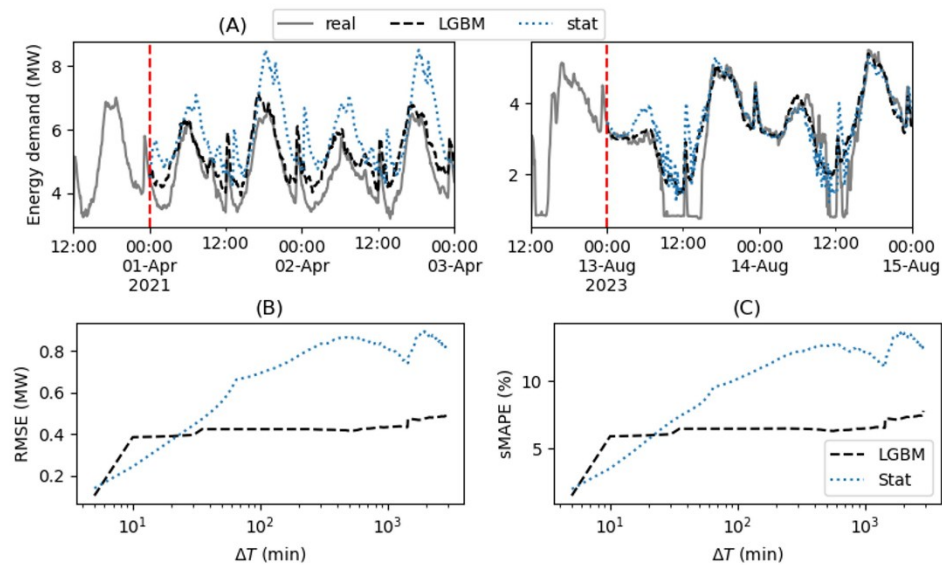 (A)
real LGBM stat
Energy demand (MW)
8
6
4
12:00 00:00 12:00 00:00 12:00 00:00
01-Apr 02-Apr 03-Apr
2021
4
2
12:00 00:00 12:00 00:00 12:00 00:00
13-Aug 14-Aug 15-Aug
2023
(B)
RMSE (MW)
0.8
0.6
0.4
0.2
10¹ 10² 10³
ΔT (min)
(C)
sMAPE (%)
10
5
LGBM
Stat
10¹ 10² 10³
ΔT (min)